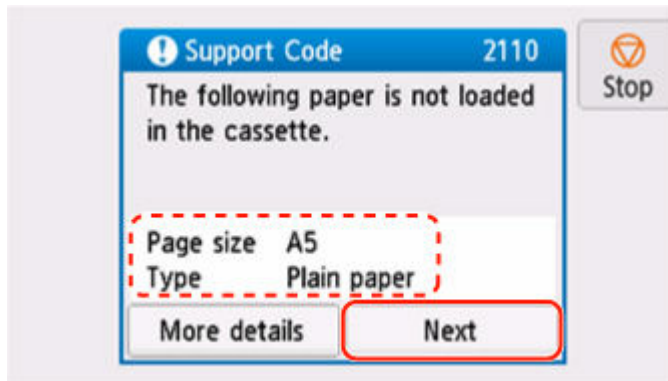 Support Code 2110
Stop
The following paper is not loaded
in the cassette.
Page size A5
Type Plain paper
More details Next